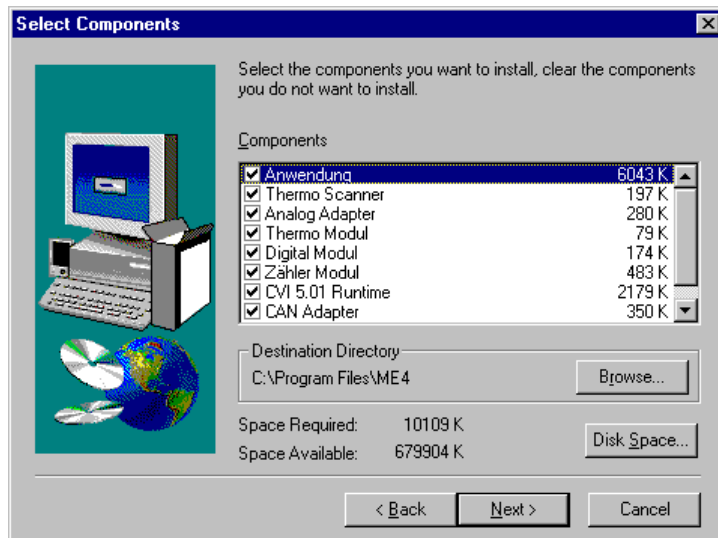 Select Components
Select the components you want to install, clear the components
you do not want to install.
Components
Anwendung 6043 K
Thermo Scanner 197 K
Analog Adapter 280 K
Thermo Modul 79 K
Digital Modul 174 K
Zähler Modul 483 K
CVI 5.01 Runtime 2179 K
CAN Adapter 350 K
Destination Directory
C:\Program Files\ME4
Browse...
Space Required: 10109 K
Space Available: 679904 K
Disk Space...
< Back
Next >
Cancel